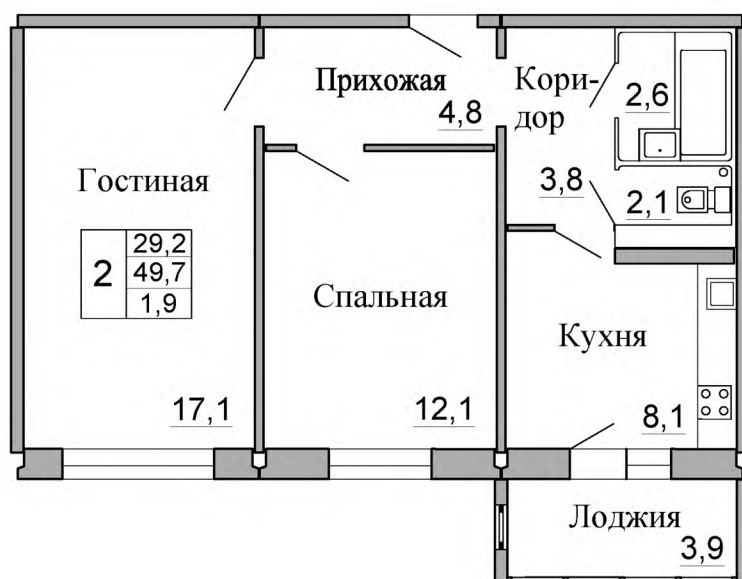 Прихожая
4,8
Кори-
дор
3,8
2,6
2,1
Гостиная
2
29,2
49,7
1,9
17,1
Спальная
12,1
Кухня
8,1
Лоджия
3,9